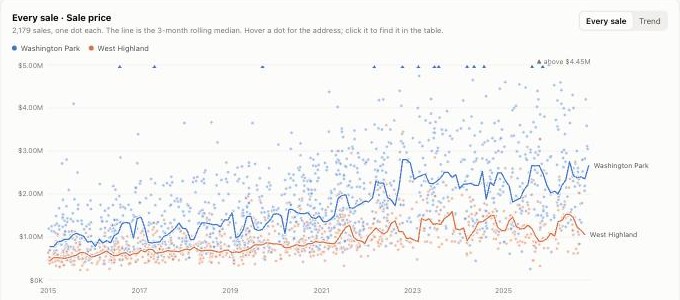 Every sale · Sale price
Every sale Trend
2,179 sales, one dot each. The line is the 3-month rolling median. Hover a dot for the address; click it to find it in the table.
Washington Park West Highland
▲ above $4.45M
$5.00M
$4.00M
$3.00M
Washington Park
$2.00M
$1.00M
West Highland
$0K
2015 2017 2019 2021 2023 2025